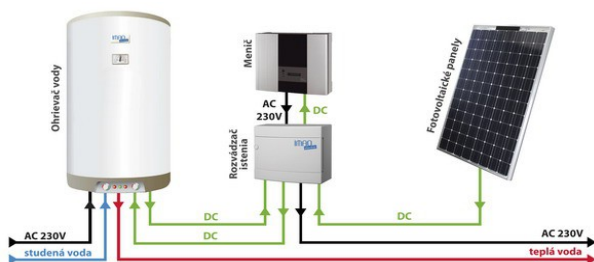 Ohrievač vody
Menič
AC
230V
DC
Rozvádzač
istenia
Fotovoltaické panely
DC
DC
DC
AC 230V
studená voda
AC 230V
teplá voda